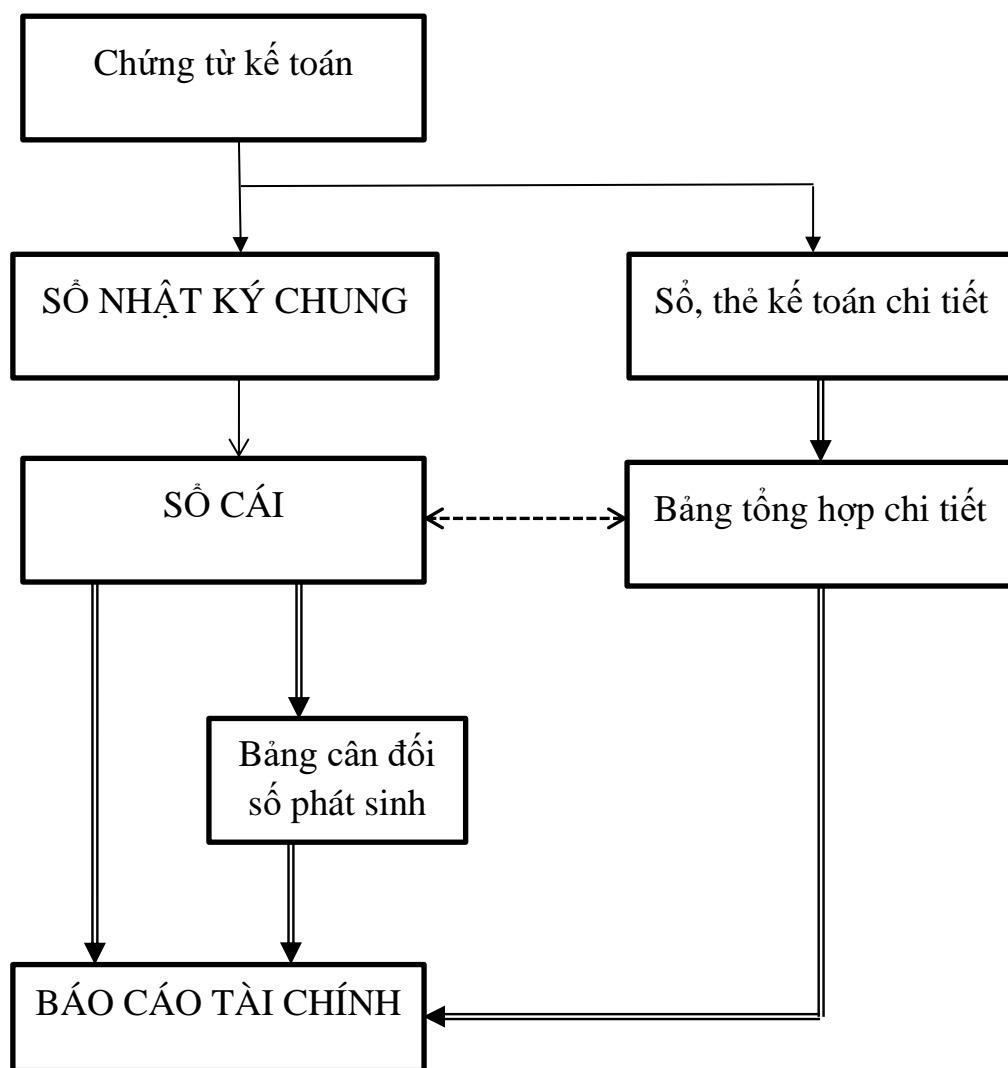 Chứng từ kế toán
SỔ NHẬT KÝ CHUNG
Sổ, thẻ kế toán chi tiết
SỔ CÁI
Bảng tổng hợp chi tiết
Bảng cân đối
số phát sinh
BÁO CÁO TÀI CHÍNH